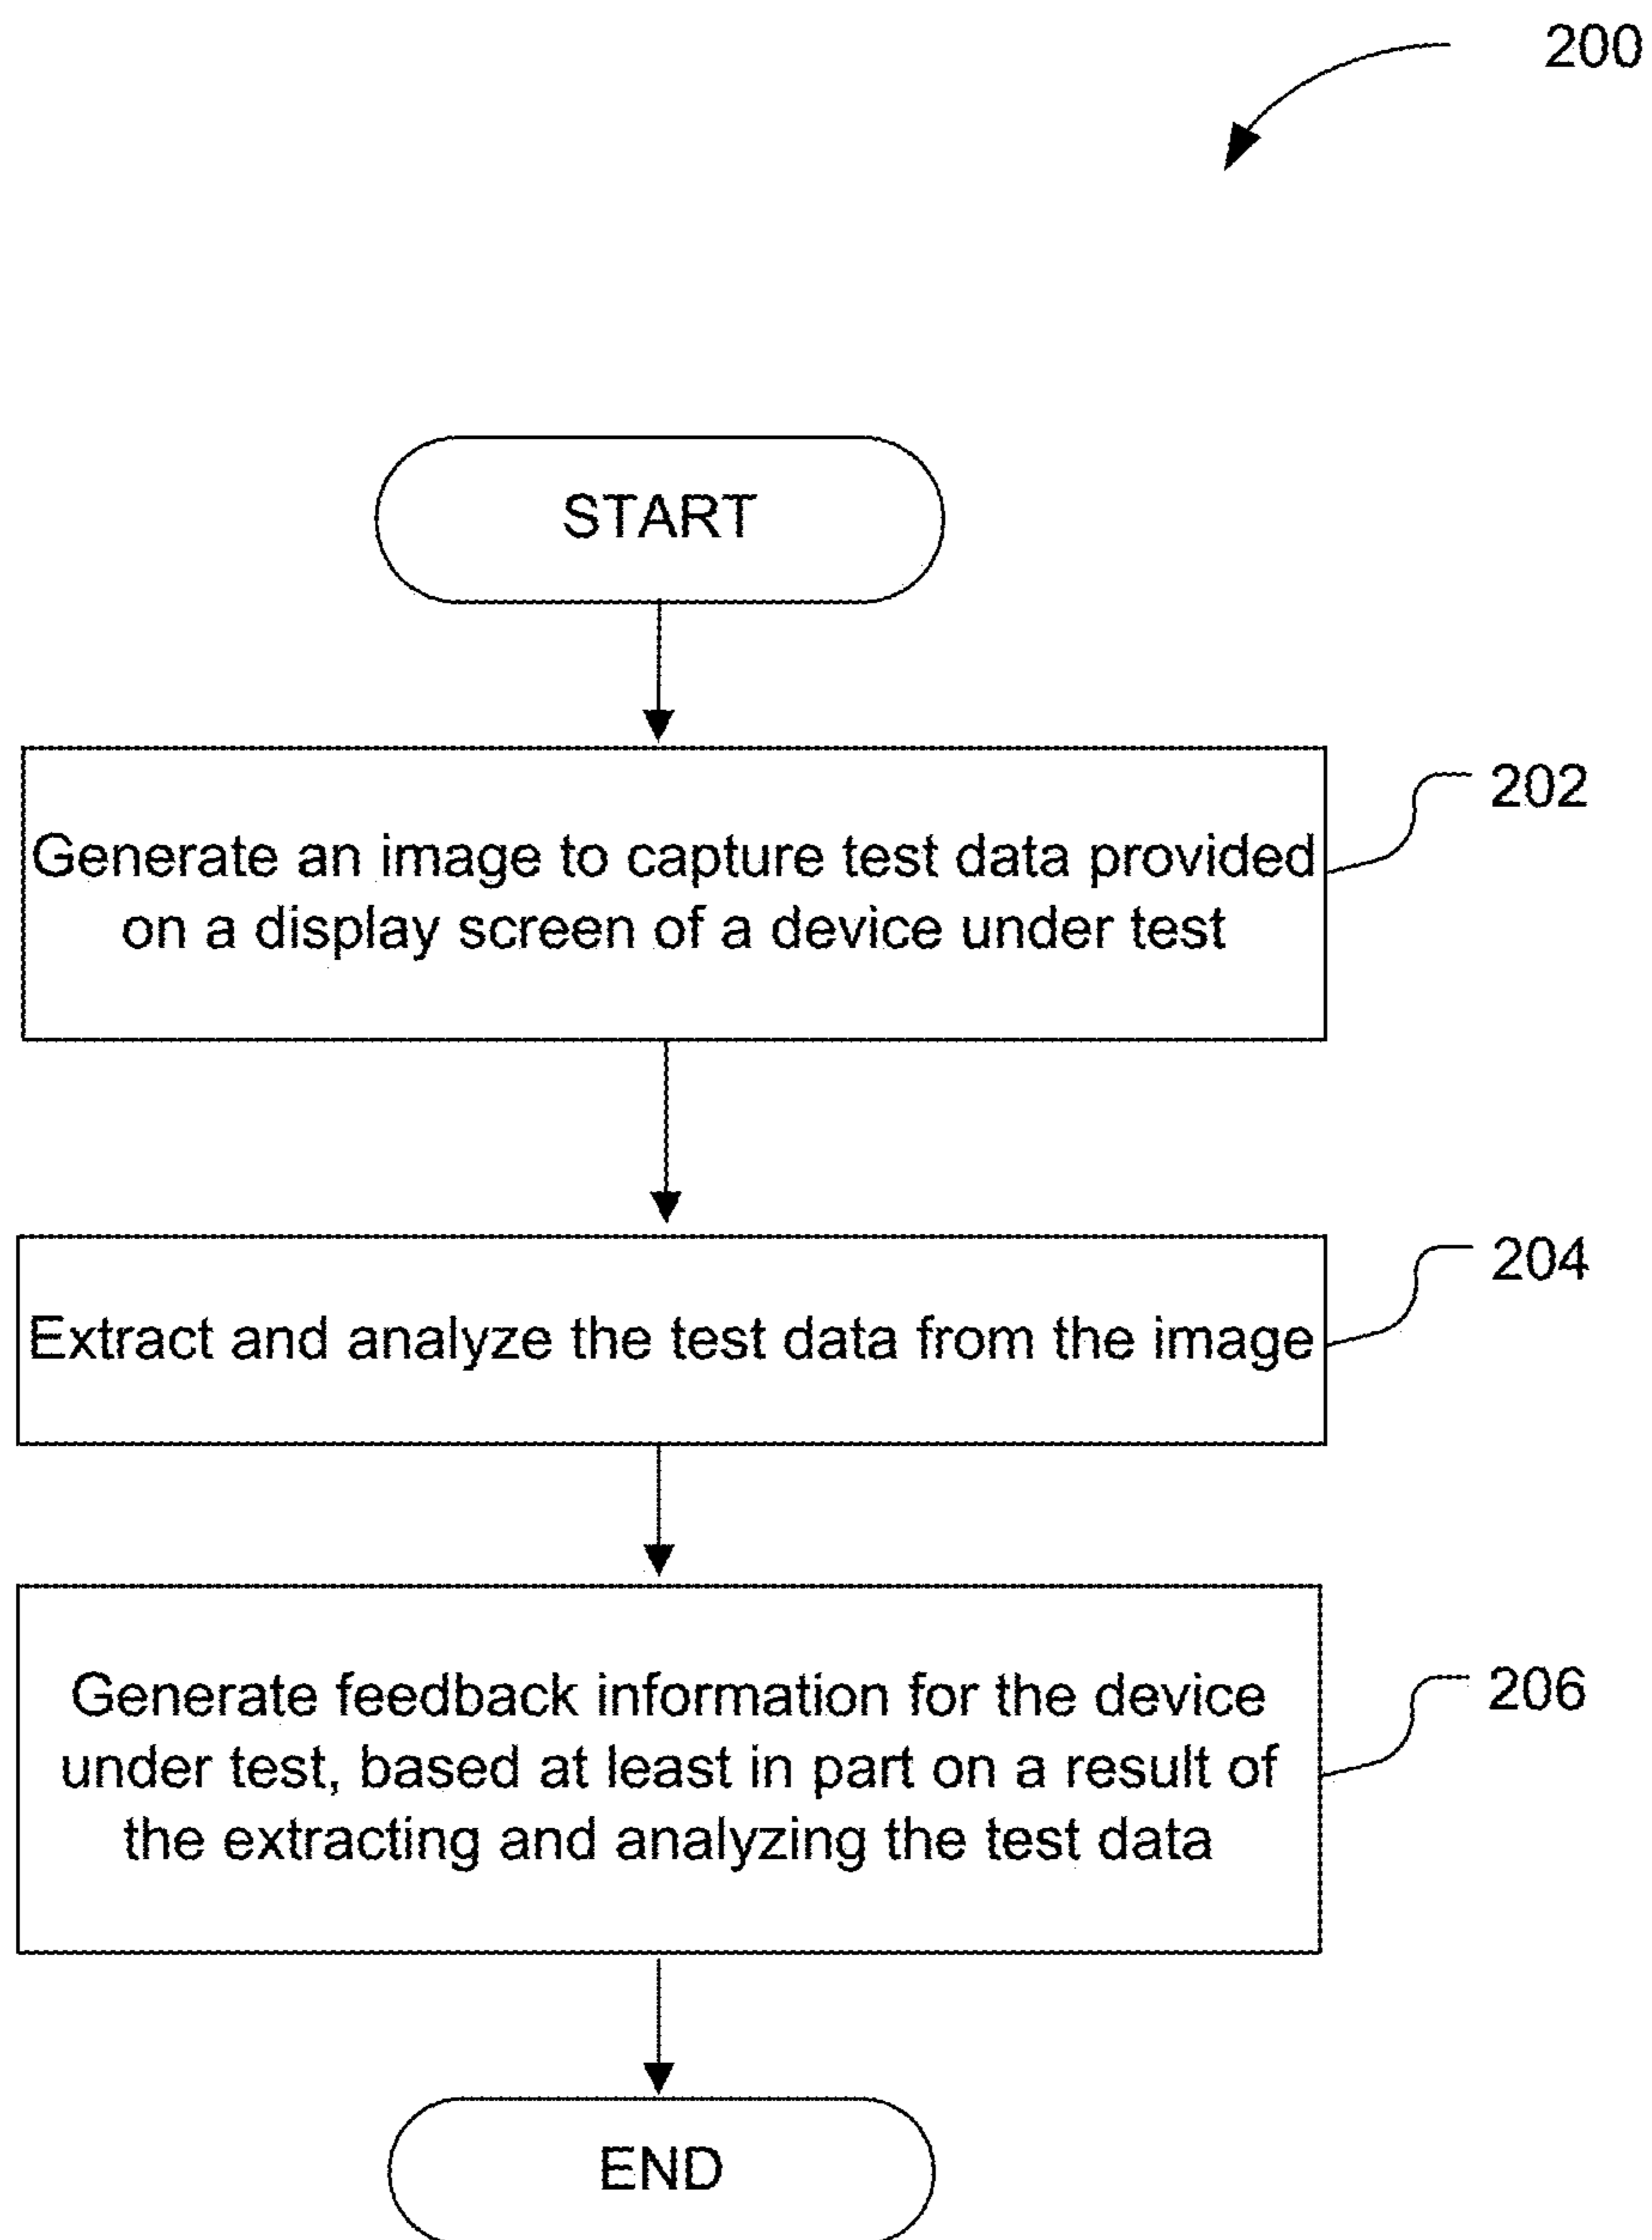 200
START
202
Generate an image to capture test data provided
on a display screen of a device under test
204
Extract and analyze the test data from the image
206
Generate feedback information for the device
under test, based at least in part on a result of
the extracting and analyzing the test data
END